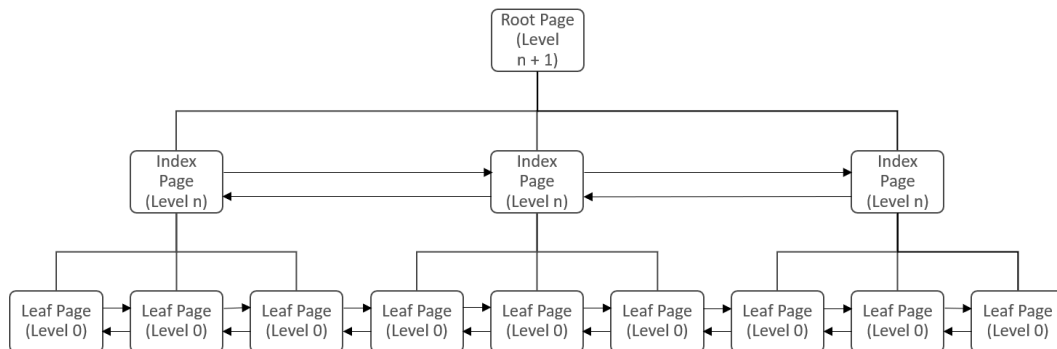 Root Page
(Level
n + 1)
Index
Page
(Level n)
Index
Page
(Level n)
Index
Page
(Level n)
Leaf Page
(Level 0)
Leaf Page
(Level 0)
Leaf Page
(Level 0)
Leaf Page
(Level 0)
Leaf Page
(Level 0)
Leaf Page
(Level 0)
Leaf Page
(Level 0)
Leaf Page
(Level 0)
Leaf Page
(Level 0)